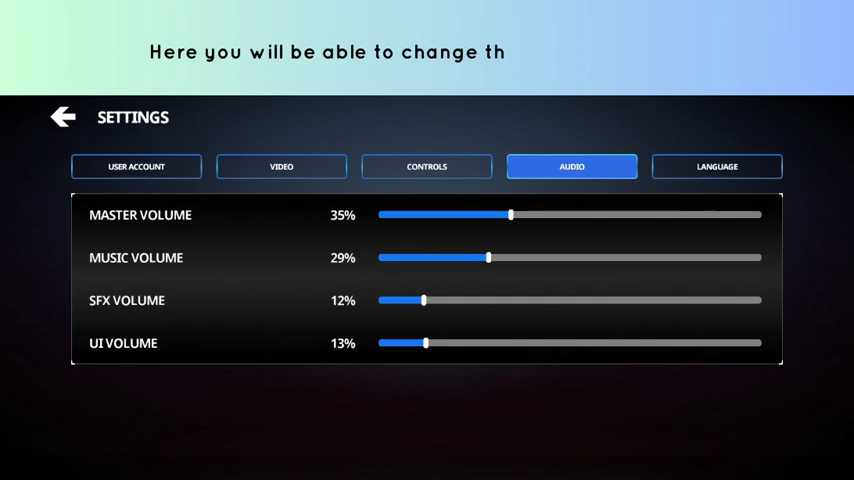 Here you will be able to change th
SETTINGS
USER ACCOUNT
VIDEO
CONTROLS
AUDIO
LANGUAGE
MASTER VOLUME 35%
MUSIC VOLUME 29%
SFX VOLUME 12%
UI VOLUME 13%